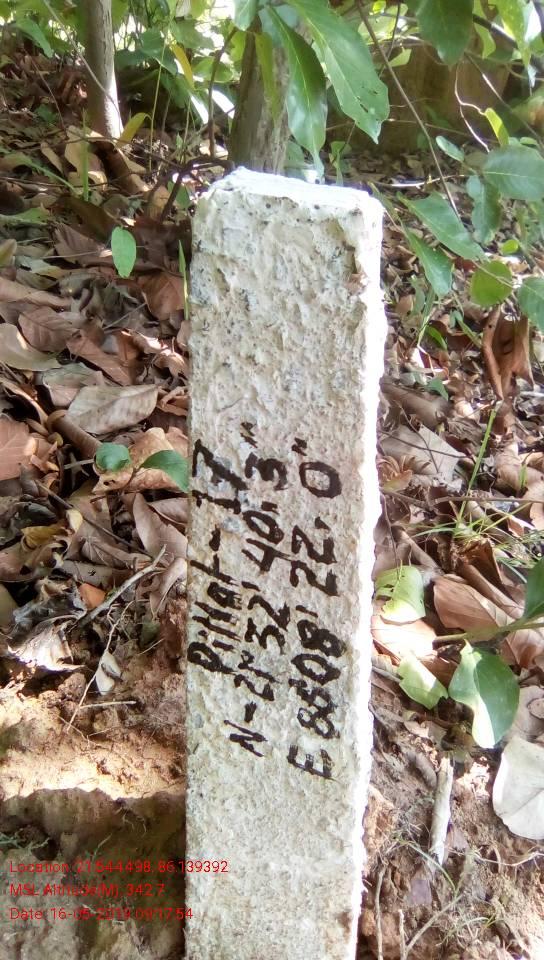 Pillar-17
N-21°32'40.3"
E 86°08'22.0"
Location: 21.544498, 86.139392
MSL Altitude(M): 342.7
Date: 16-05-2019 09:17:54